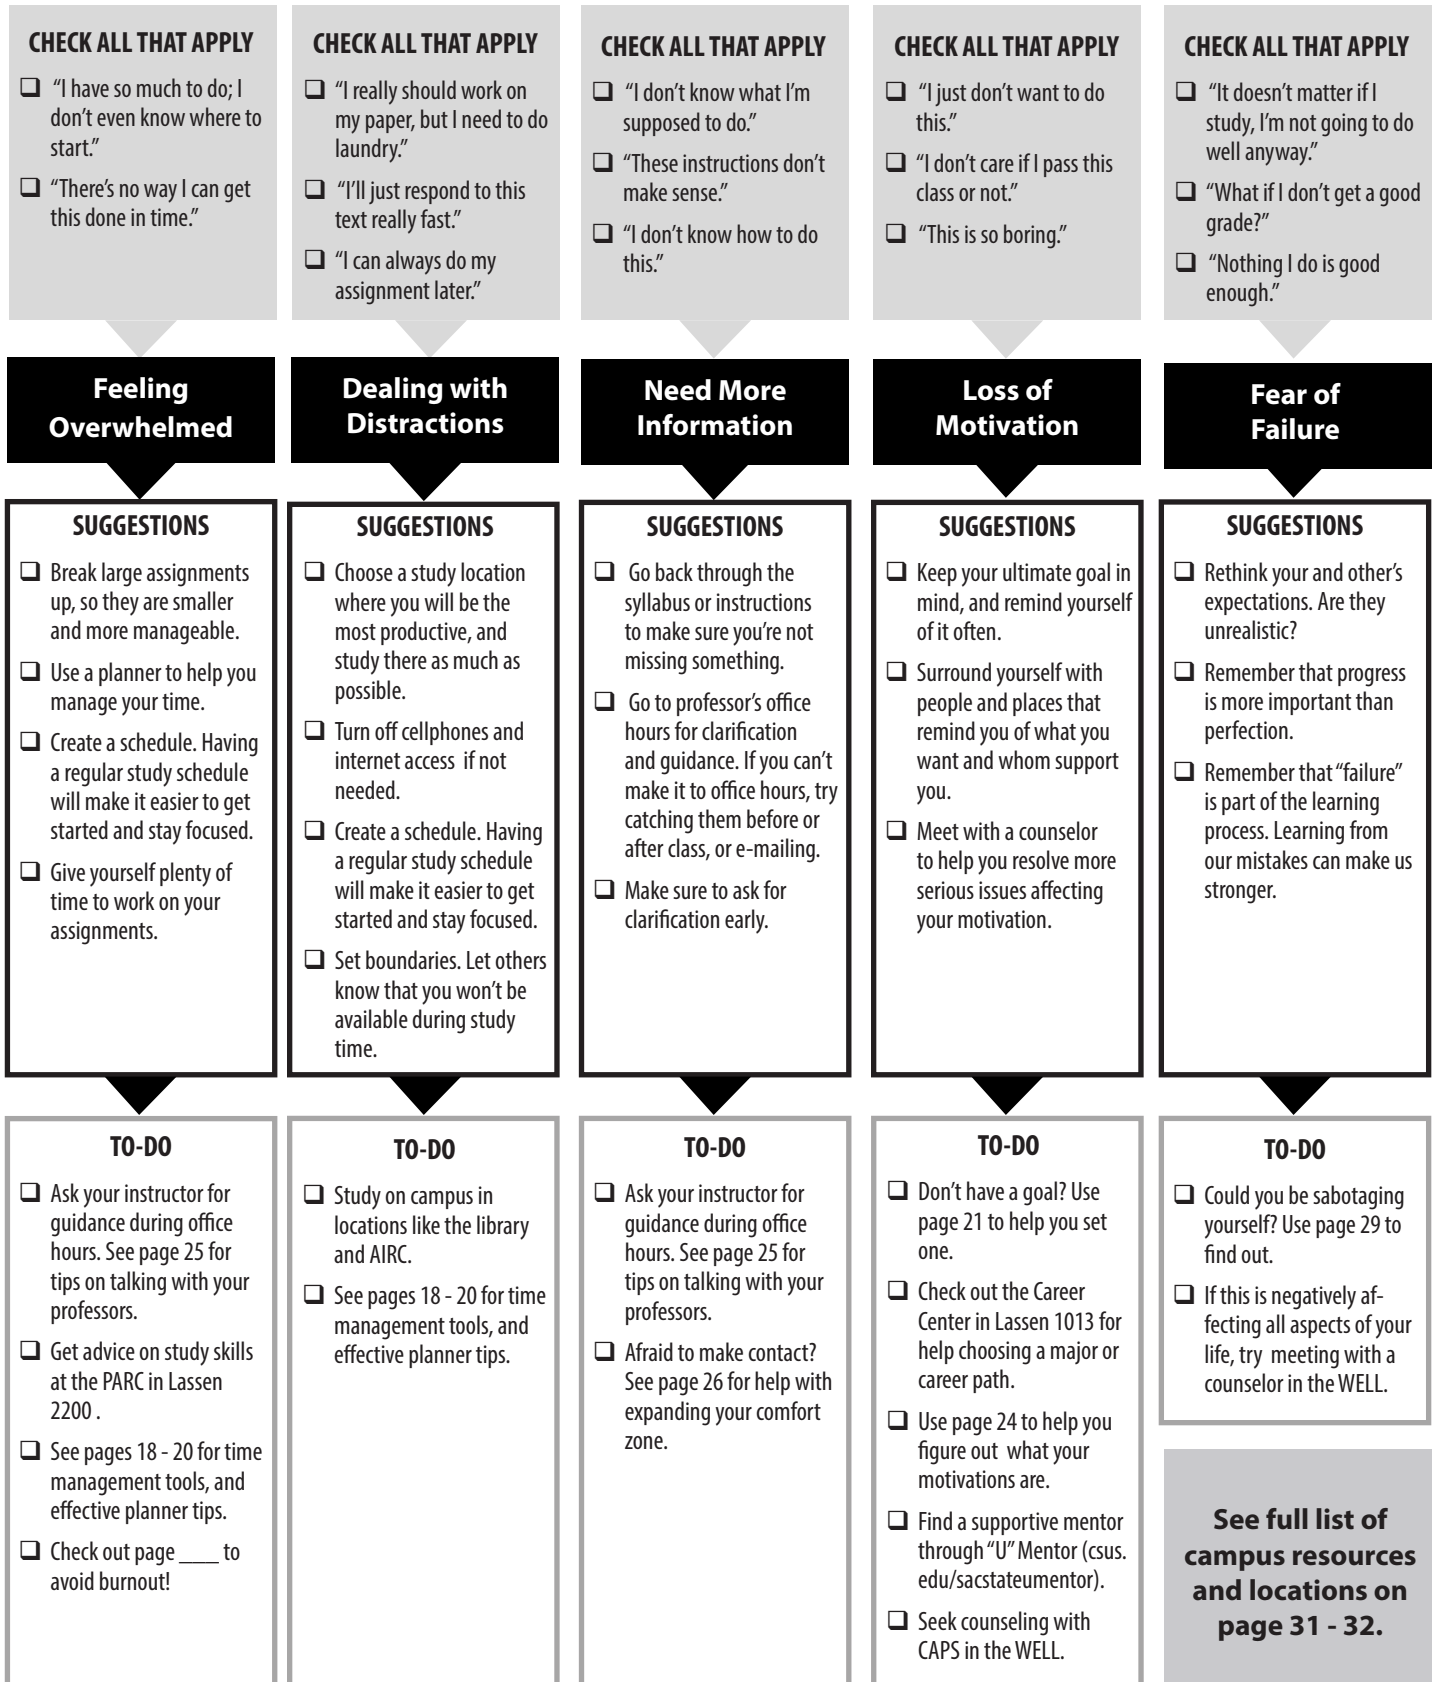 CHECK ALL THAT APPLY
❑ “I have so much to do; I
don’t even know where to
start.”
❑ “There’s no way I can get
this done in time.”
Feeling
Overwhelmed
SUGGESTIONS
❑ Break large assignments
up, so they are smaller
and more manageable.
❑ Use a planner to help you
manage your time.
❑ Create a schedule. Having
a regular study schedule
will make it easier to get
started and stay focused.
❑ Give yourself plenty of
time to work on your
assignments.
TO-DO
❑ Ask your instructor for
guidance during office
hours. See page 25 for
tips on talking with your
professors.
❑ Get advice on study skills
at the PARC in Lassen
2200 .
❑ See pages 18 - 20 for time
management tools, and
effective planner tips.
❑ Check out page ___ to
avoid burnout!
CHECK ALL THAT APPLY
❑ “I really should work on
my paper, but I need to do
laundry.”
❑ “I’ll just respond to this
text really fast.”
❑ “I can always do my
assignment later.”
Dealing with
Distractions
SUGGESTIONS
❑ Choose a study location
where you will be the
most productive, and
study there as much as
possible.
❑ Turn off cellphones and
internet access if not
needed.
❑ Create a schedule. Having
a regular study schedule
will make it easier to get
started and stay focused.
❑ Set boundaries. Let others
know that you won’t be
available during study
time.
TO-DO
❑ Study on campus in
locations like the library
and AIRC.
❑ See pages 18 - 20 for time
management tools, and
effective planner tips.
CHECK ALL THAT APPLY
❑ “I don’t know what I’m
supposed to do.”
❑ “These instructions don’t
make sense.”
❑ “I don’t know how to do
this.”
Need More
Information
SUGGESTIONS
❑ Go back through the
syllabus or instructions
to make sure you’re not
missing something.
❑ Go to professor’s office
hours for clarification
and guidance. If you can’t
make it to office hours, try
catching them before or
after class, or e-mailing.
❑ Make sure to ask for
clarification early.
TO-DO
❑ Ask your instructor for
guidance during office
hours. See page 25 for
tips on talking with your
professors.
❑ Afraid to make contact?
See page 26 for help with
expanding your comfort
zone.
CHECK ALL THAT APPLY
❑ “I just don’t want to do
this.”
❑ “I don’t care if I pass this
class or not.”
❑ “This is so boring.”
Loss of
Motivation
SUGGESTIONS
❑ Keep your ultimate goal in
mind, and remind yourself
of it often.
❑ Surround yourself with
people and places that
remind you of what you
want and whom support
you.
❑ Meet with a counselor
to help you resolve more
serious issues affecting
your motivation.
TO-DO
❑ Don’t have a goal? Use
page 21 to help you set
one.
❑ Check out the Career
Center in Lassen 1013 for
help choosing a major or
career path.
❑ Use page 24 to help you
figure out what your
motivations are.
❑ Find a supportive mentor
through “U” Mentor (csus.
edu/sacstateumentor).
❑ Seek counseling with
CAPS in the WELL.
CHECK ALL THAT APPLY
❑ “It doesn’t matter if I
study, I’m not going to do
well anyway.”
❑ “What if I don’t get a good
grade?”
❑ “Nothing I do is good
enough.”
Fear of
Failure
SUGGESTIONS
❑ Rethink your and other’s
expectations. Are they
unrealistic?
❑ Remember that progress
is more important than
perfection.
❑ Remember that “failure”
is part of the learning
process. Learning from
our mistakes can make us
stronger.
TO-DO
❑ Could you be sabotaging
yourself? Use page 29 to
find out.
❑ If this is negatively af-
fecting all aspects of your
life, try meeting with a
counselor in the WELL.
See full list of
campus resources
and locations on
page 31 - 32.